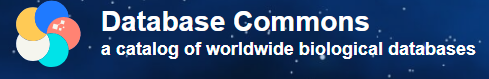 Database Commons
a catalog of worldwide biological databases